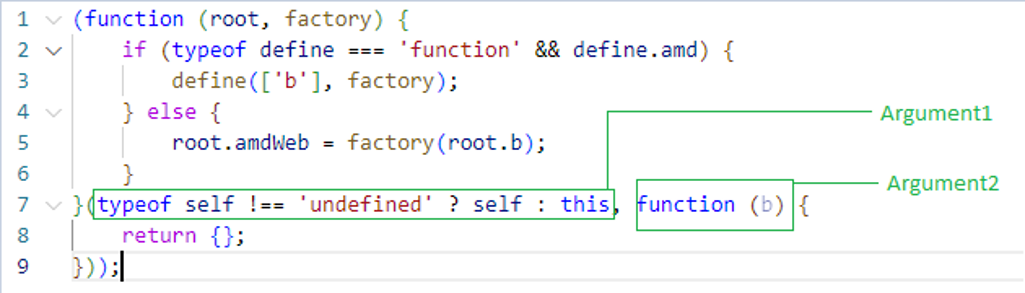 1 (function (root, factory) {
2 if (typeof define === 'function' && define.amd) {
3 define(['b'], factory);
4 } else {
5 root.amdWeb = factory(root.b);
6 }
7 }(typeof self !== 'undefined' ? self : this, function (b) {
8 return {};
9 }));
Argument1
Argument2